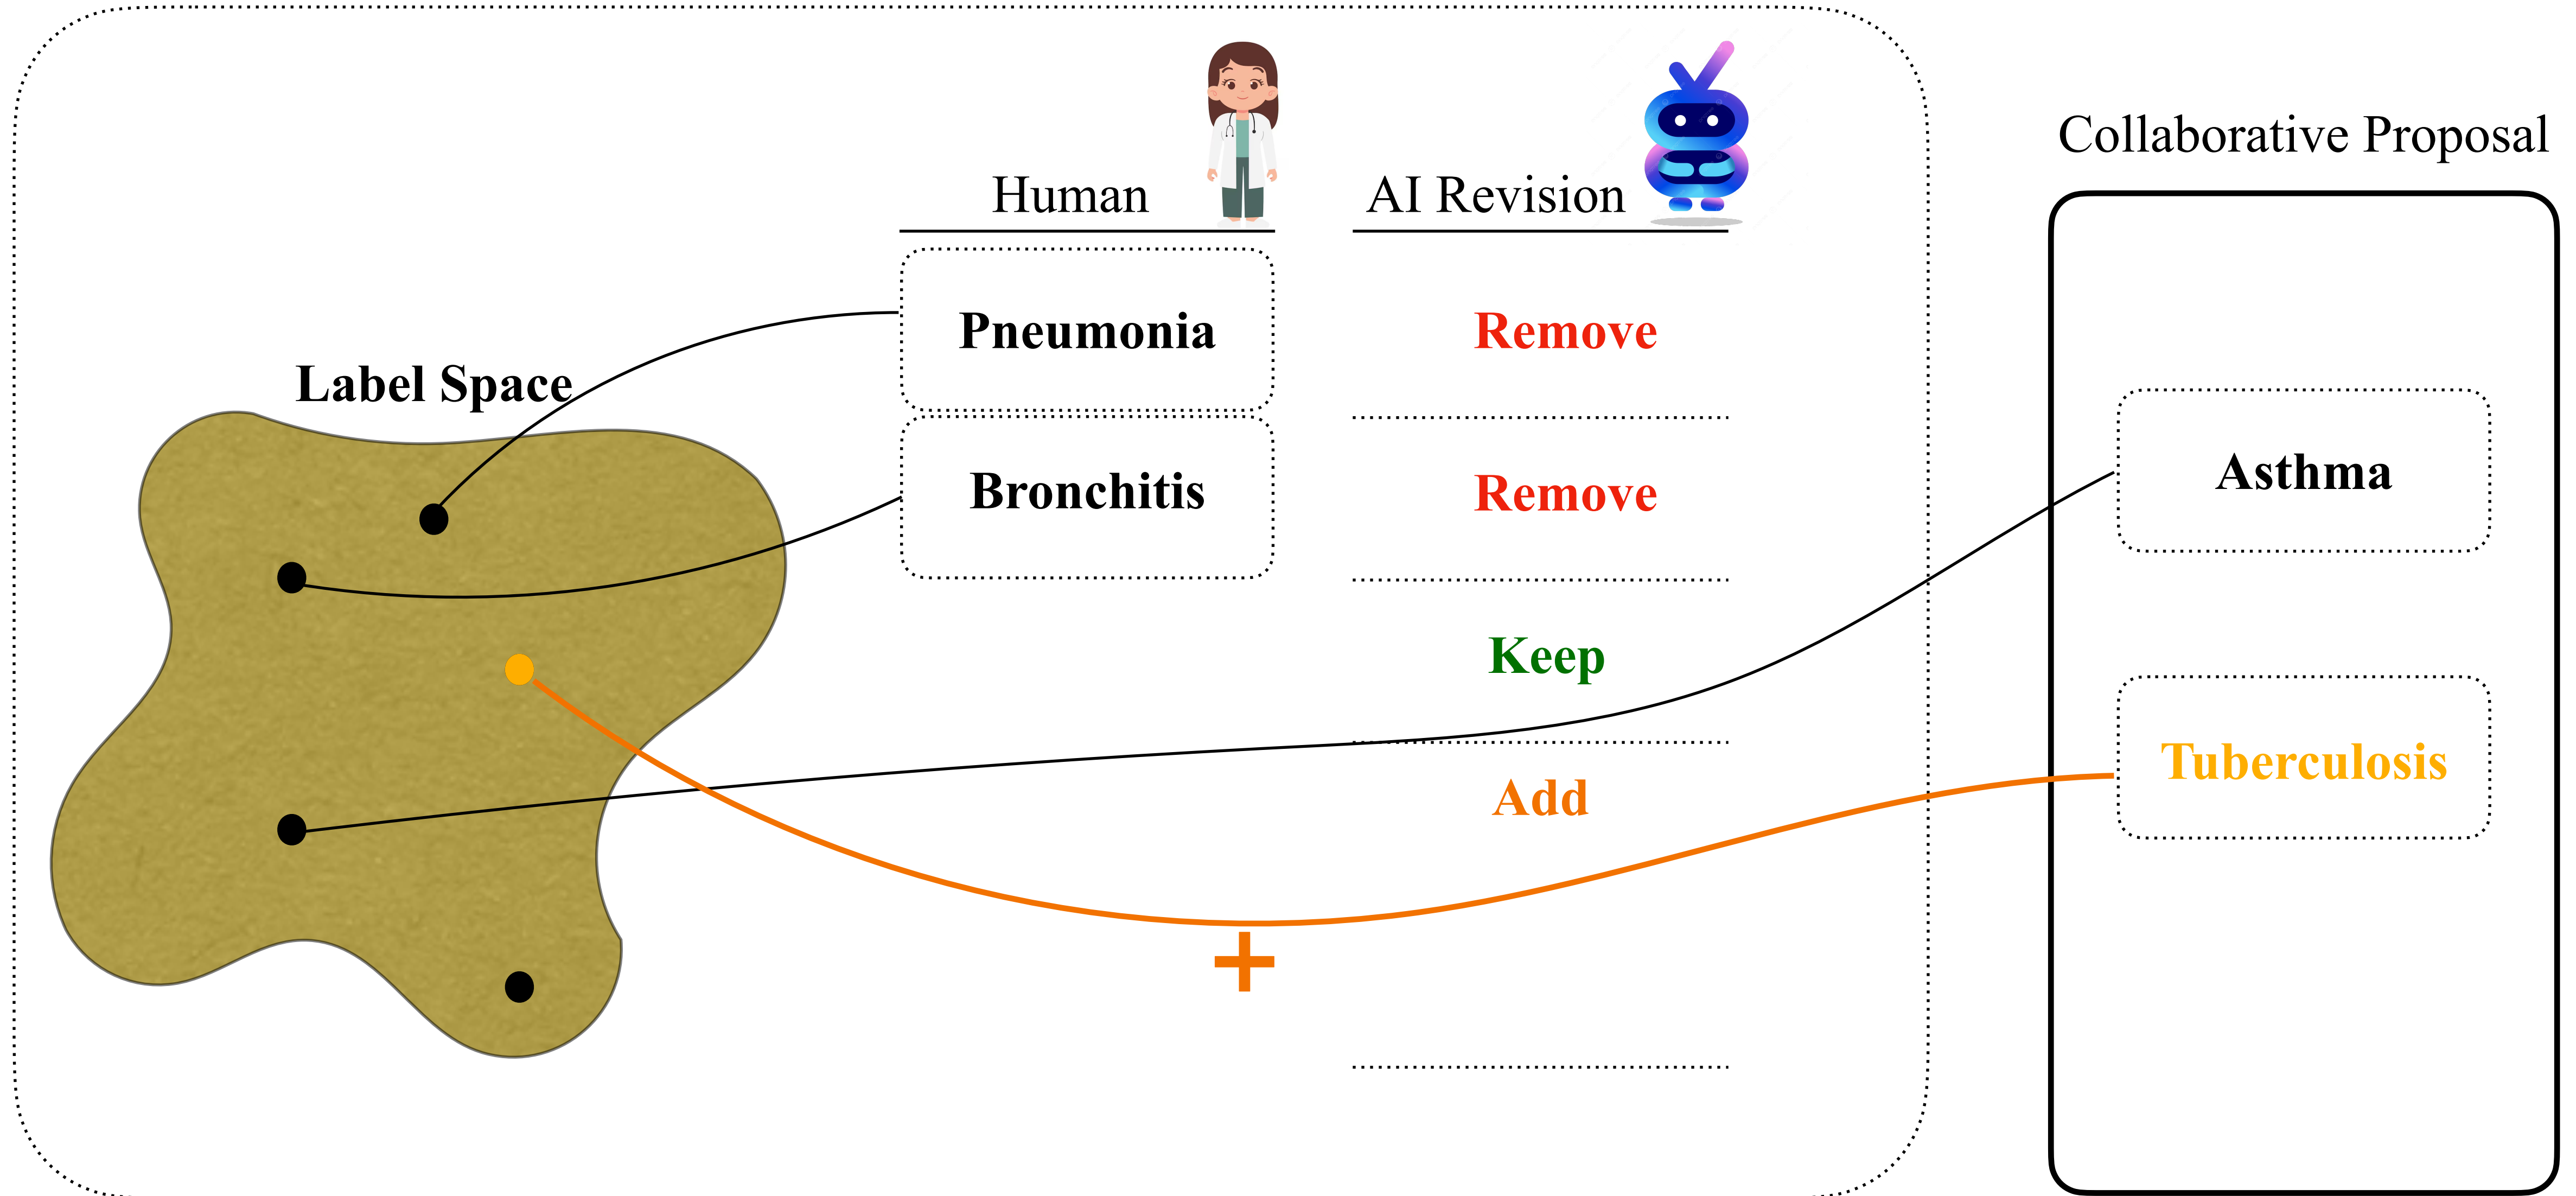 Human
AI Revision
Collaborative Proposal
Label Space
Pneumonia
Remove
Bronchitis
Remove
Keep
Add
Asthma
Tuberculosis
+